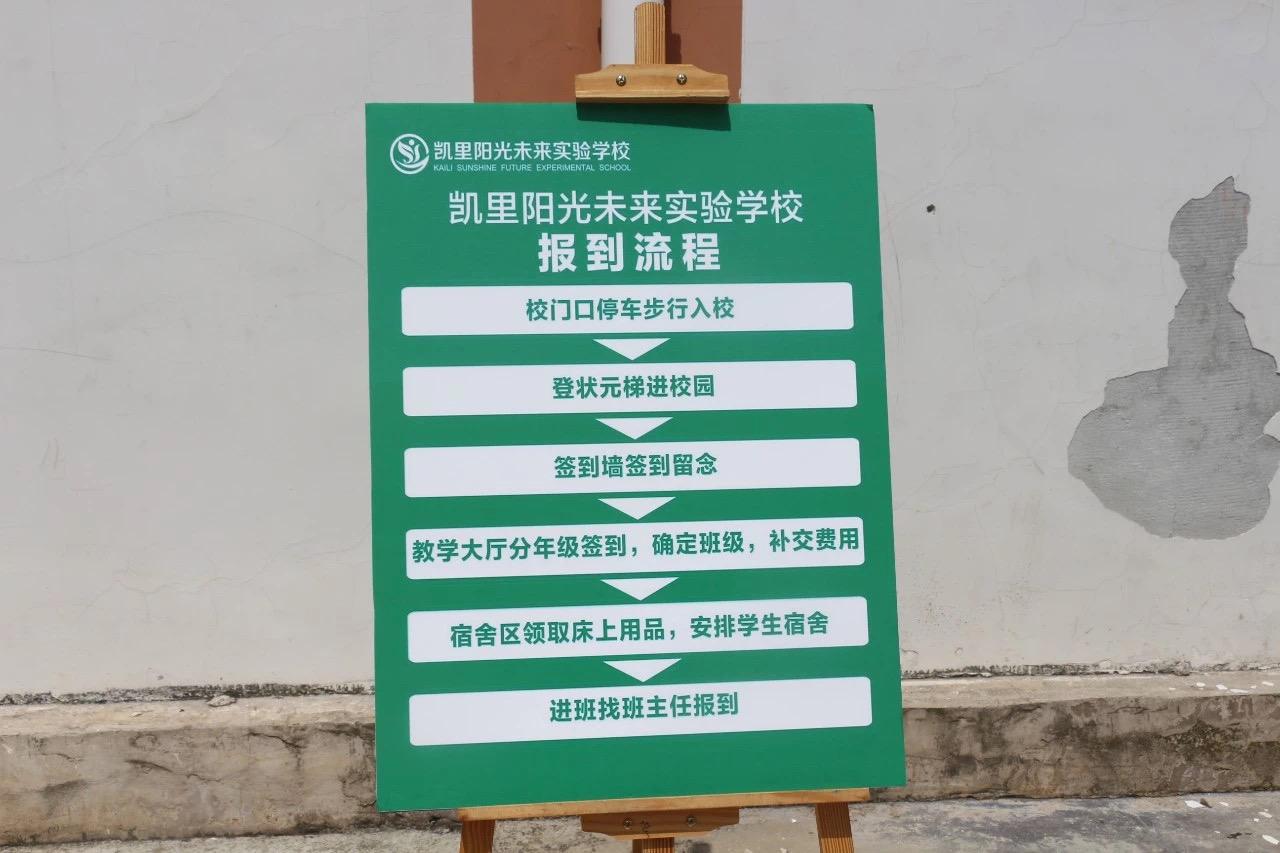 凯里阳光未来实验学校
KAILI SUNSHINE FUTURE EXPERIMENTAL SCHOOL
凯里阳光未来实验学校
报到流程
校门口停车步行入校
登状元梯进校园
签到墙签到留念
教学大厅分年级签到，确定班级，补交费用
宿舍区领取床上用品，安排学生宿舍
进班找班主任报到